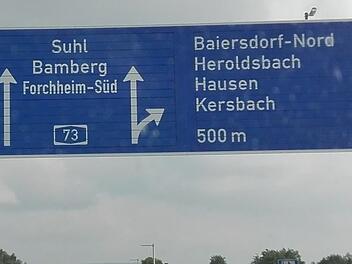 Suhl
Bamberg
Forchheim-Süd
73
Baiersdorf-Nord
Heroldsbach
Hausen
Kersbach
500 m